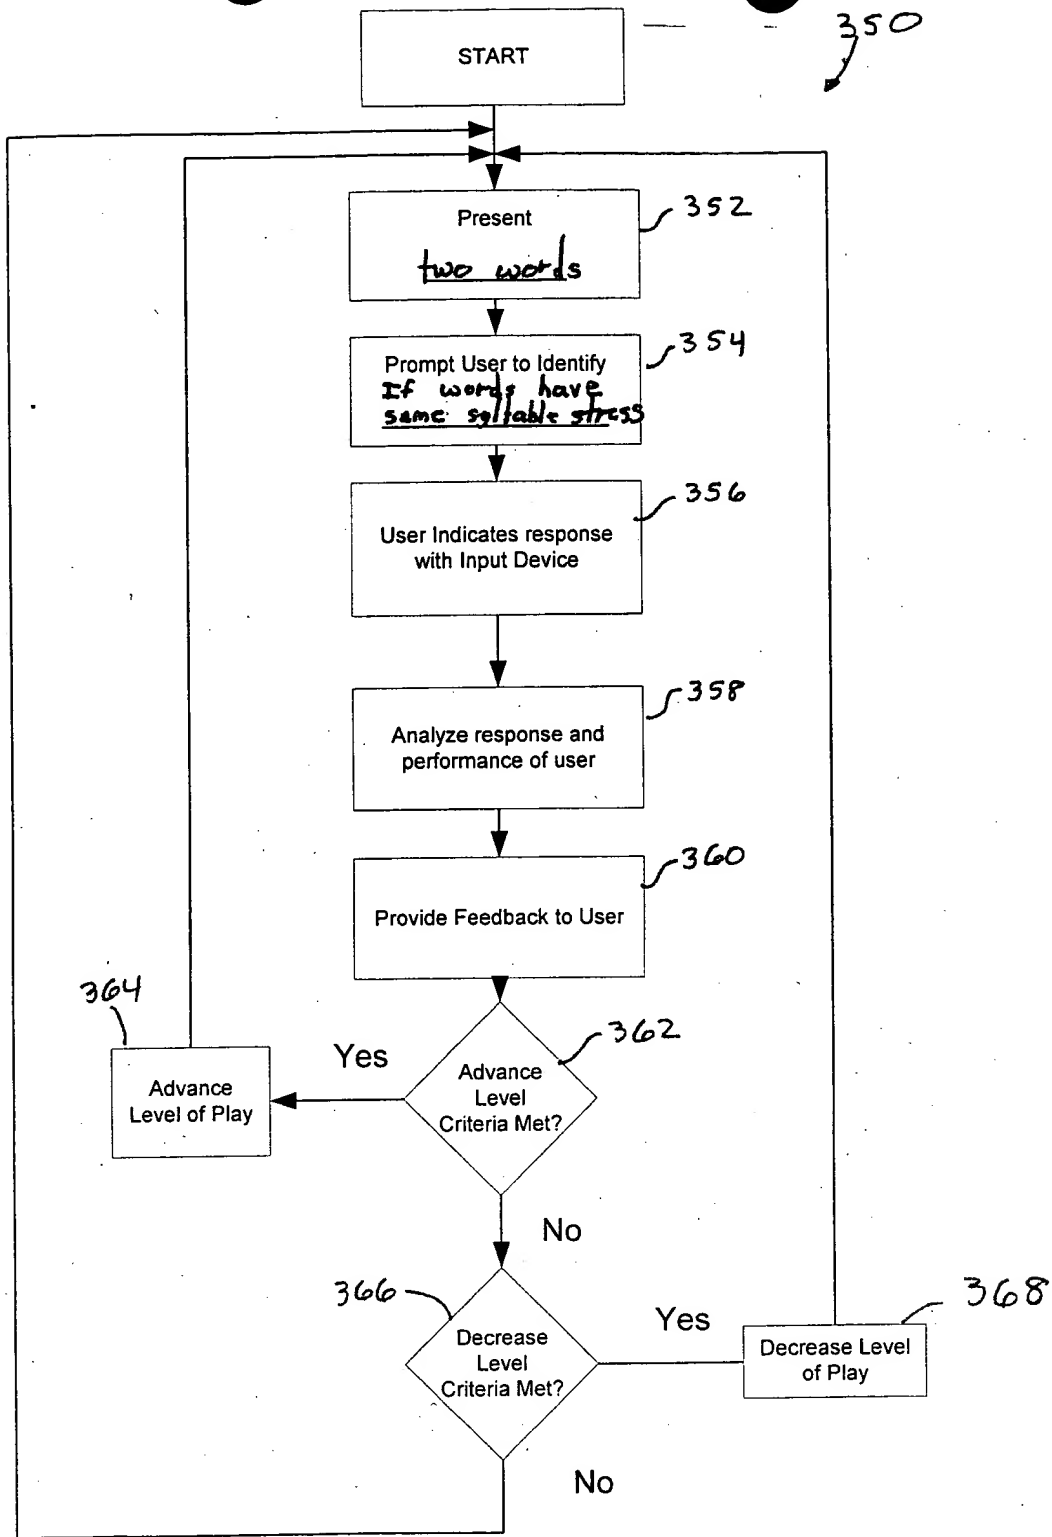 350
START
Present
two words
352
Prompt User to Identify
If words have
same syllable stress
354
User Indicates response
with Input Device
356
Analyze response and
performance of user
358
Provide Feedback to User
360
Advance
Level
Criteria Met?
362
Yes
Advance
Level of Play
364
No
Decrease
Level
Criteria Met?
366
Yes
Decrease Level
of Play
368
No